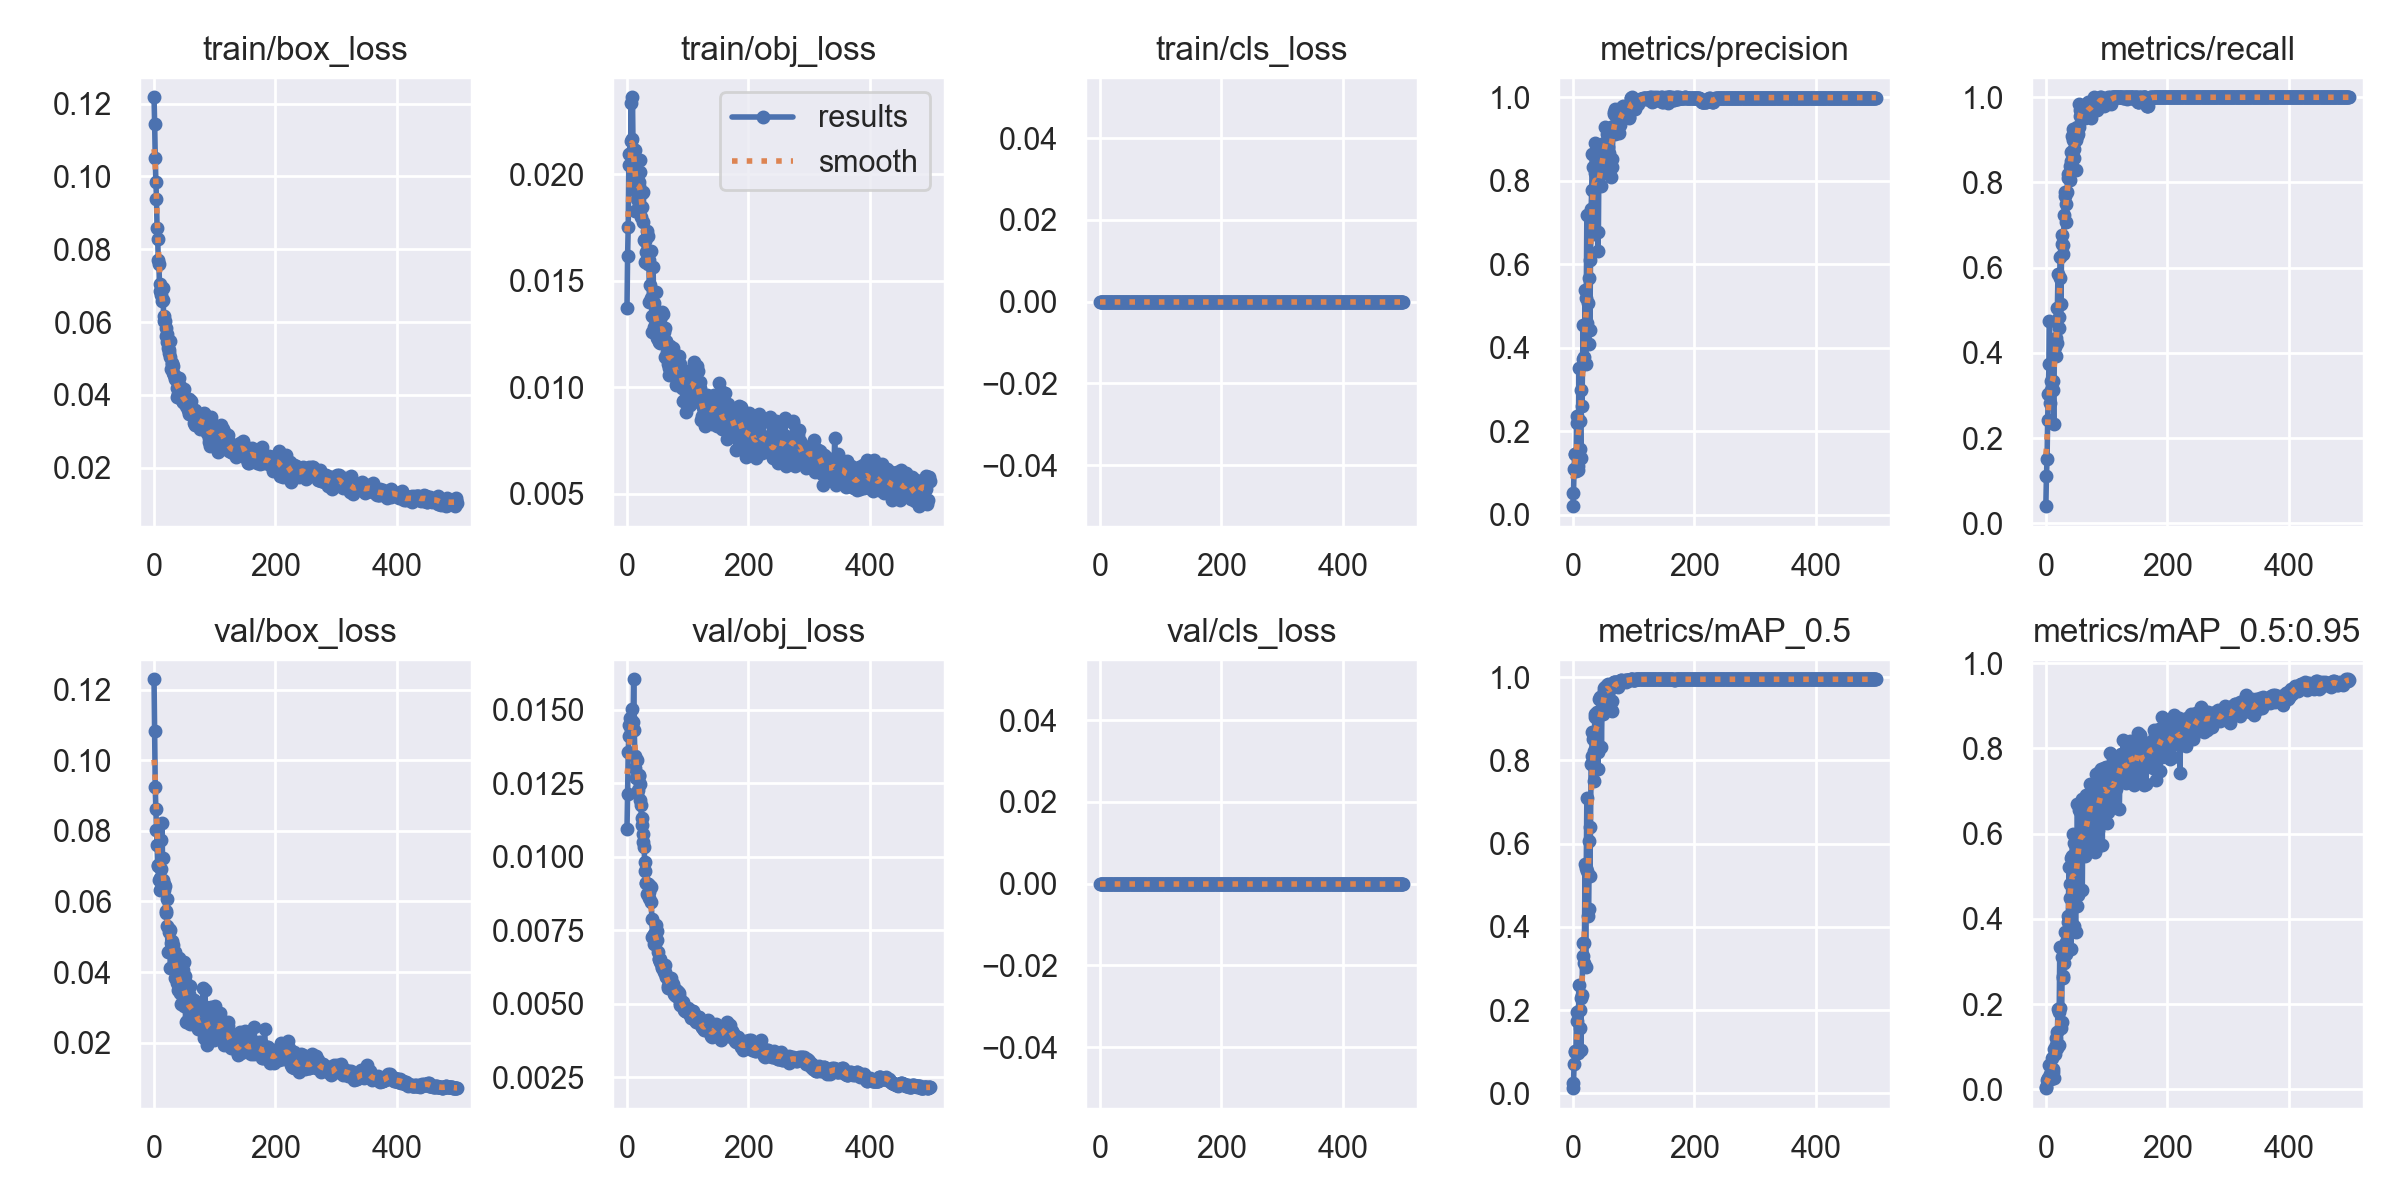 train/box_loss
0.12
0.10
0.08
0.06
0.04
0.02
0 200 400
train/obj_loss
results
smooth
0.020
0.015
0.010
0.005
0 200 400
train/cls_loss
0.04
0.02
0.00
−0.02
−0.04
0 200 400
metrics/precision
1.0
0.8
0.6
0.4
0.2
0.0
0 200 400
metrics/recall
1.0
0.8
0.6
0.4
0.2
0.0
0 200 400
val/box_loss
0.12
0.10
0.08
0.06
0.04
0.02
0 200 400
val/obj_loss
0.0150
0.0125
0.0100
0.0075
0.0050
0.0025
0 200 400
val/cls_loss
0.04
0.02
0.00
−0.02
−0.04
0 200 400
metrics/mAP_0.5
1.0
0.8
0.6
0.4
0.2
0.0
0 200 400
metrics/mAP_0.5:0.95
1.0
0.8
0.6
0.4
0.2
0.0
0 200 400